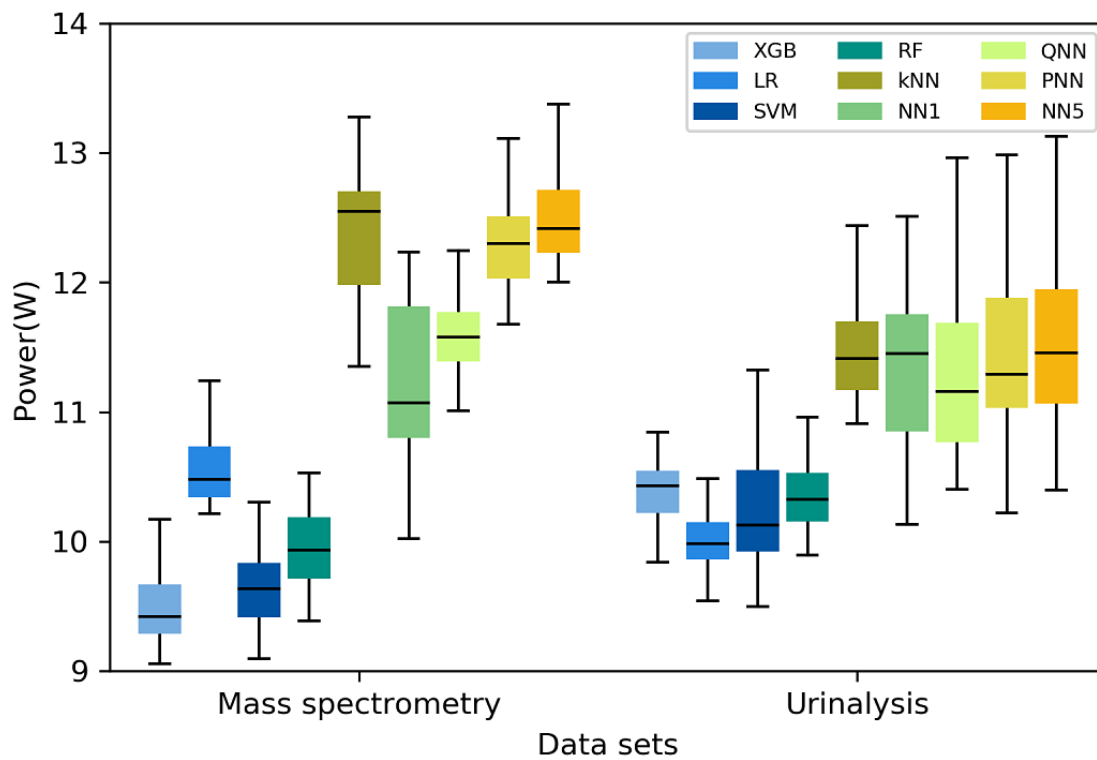 14
13
12
11
10
9
Power(W)
XGB RF QNN
LR kNN PNN
SVM NN1 NN5
Mass spectrometry Urinalysis
Data sets